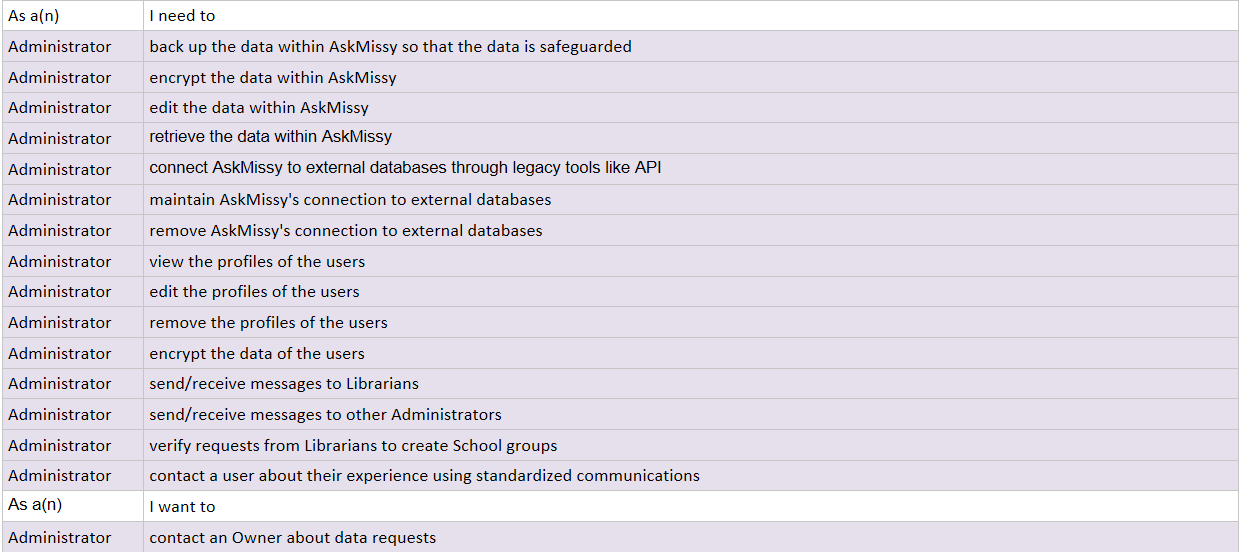 As a(n) I need to
Administrator back up the data within AskMissy so that the data is safeguarded
Administrator encrypt the data within AskMissy
Administrator edit the data within AskMissy
Administrator retrieve the data within AskMissy
Administrator connect AskMissy to external databases through legacy tools like API
Administrator maintain AskMissy's connection to external databases
Administrator remove AskMissy's connection to external databases
Administrator view the profiles of the users
Administrator edit the profiles of the users
Administrator remove the profiles of the users
Administrator encrypt the data of the users
Administrator send/receive messages to Librarians
Administrator send/receive messages to other Administrators
Administrator verify requests from Librarians to create School groups
Administrator contact a user about their experience using standardized communications
As a(n) I want to
Administrator contact an Owner about data requests